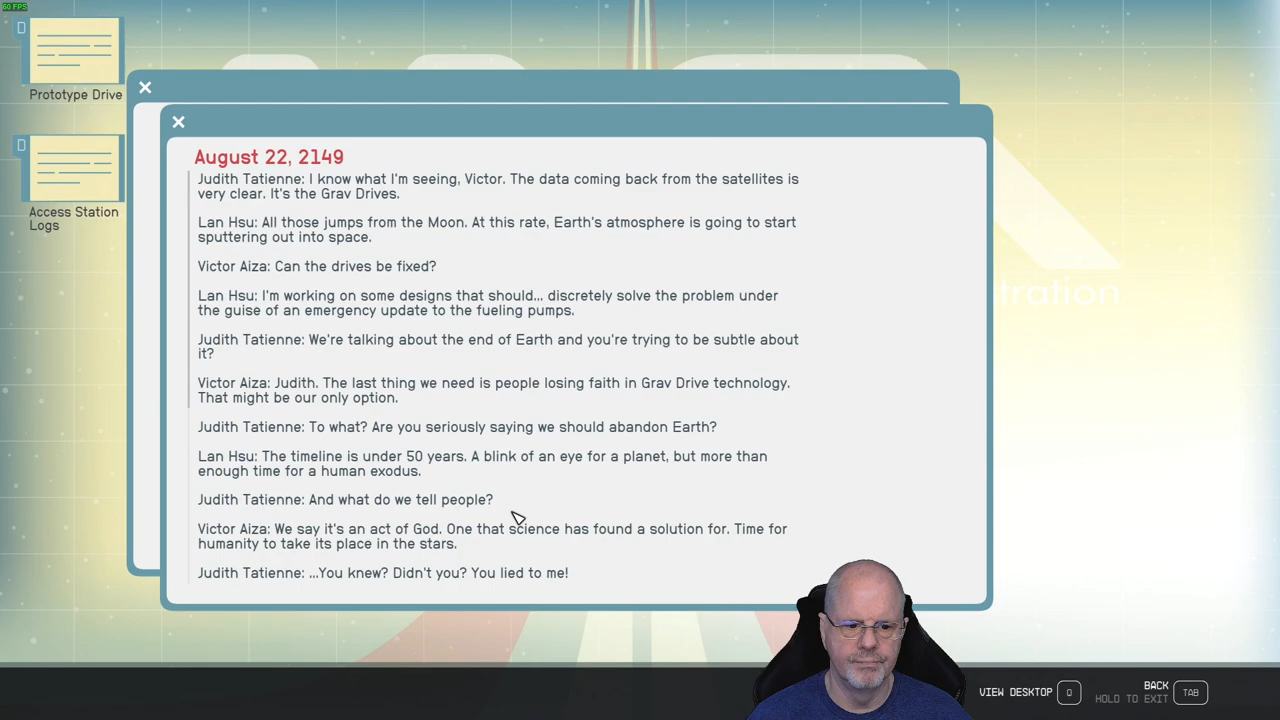 60 FPS
Prototype Drive
Access Station
Logs
August 22, 2149
Judith Tatienne: I know what I'm seeing, Victor. The data coming back from the satellites is
very clear. It's the Grav Drives.
Lan Hsu: All those jumps from the Moon. At this rate, Earth's atmosphere is going to start
sputtering out into space.
Victor Aiza: Can the drives be fixed?
Lan Hsu: I'm working on some designs that should... discretely solve the problem under
the guise of an emergency update to the fueling pumps.
Judith Tatienne: We're talking about the end of Earth and you're trying to be subtle about
it?
Victor Aiza: Judith. The last thing we need is people losing faith in Grav Drive technology.
That might be our only option.
Judith Tatienne: To what? Are you seriously saying we should abandon Earth?
Lan Hsu: The timeline is under 50 years. A blink of an eye for a planet, but more than
enough time for a human exodus.
Judith Tatienne: And what do we tell people?
Victor Aiza: We say it's an act of God. One that science has found a solution for. Time for
humanity to take its place in the stars.
Judith Tatienne: ...You knew? Didn't you? You lied to me!
tration
VIEW DESKTOP Q
BACK
HOLD TO EXIT TAB